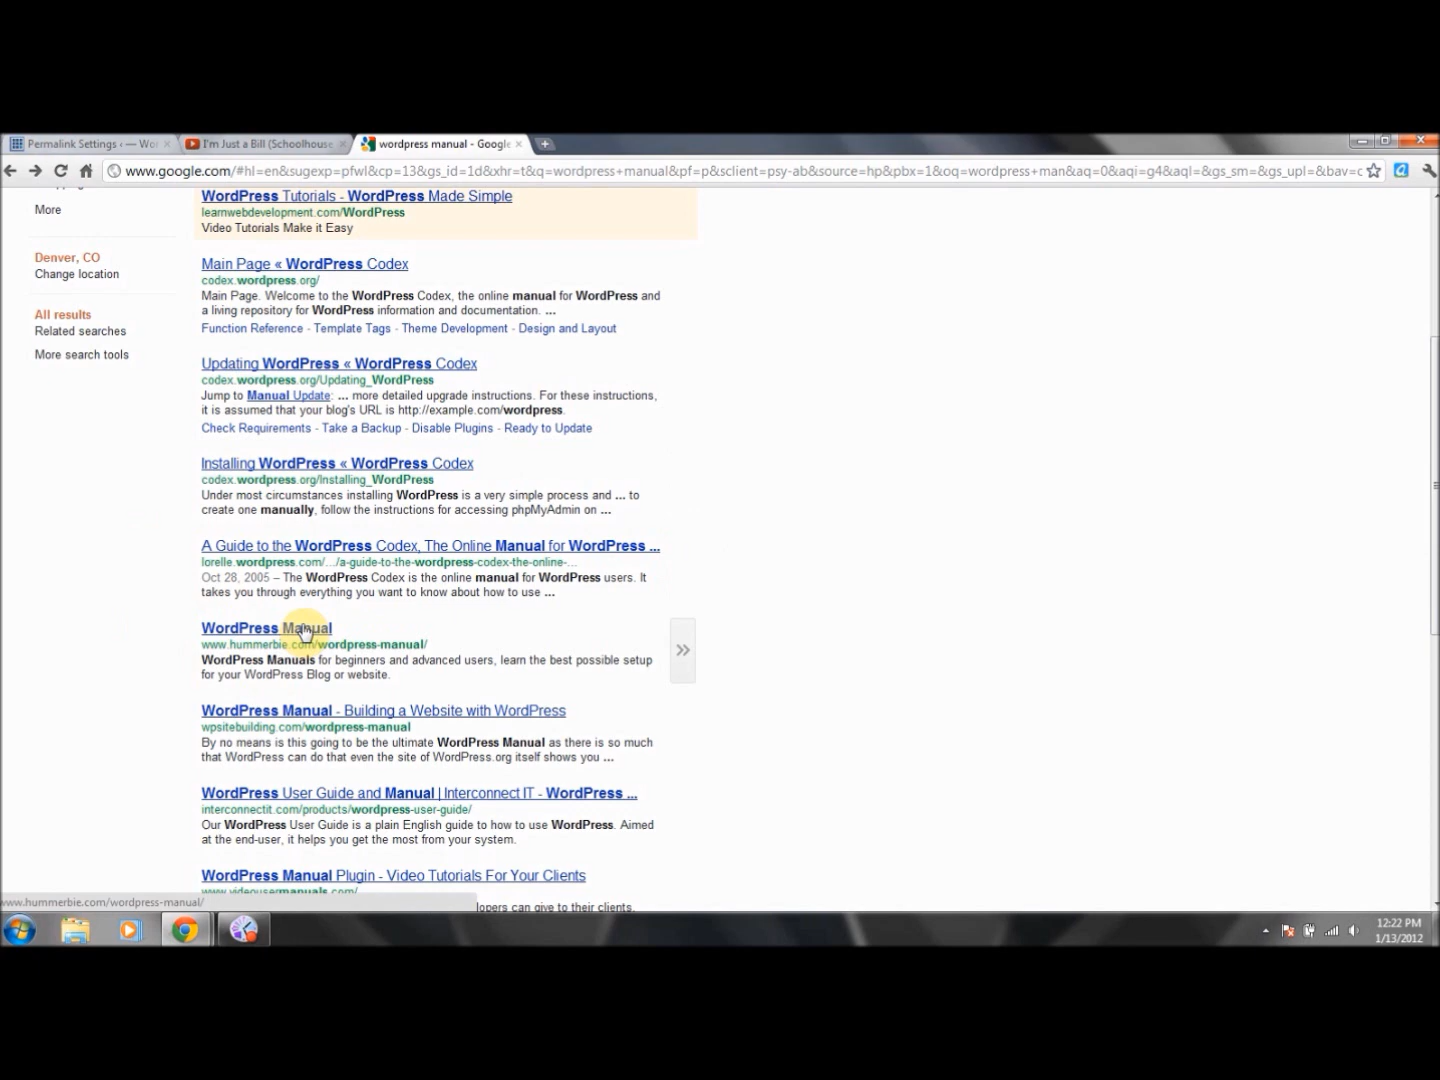 Permalink Settings ‹ — Wor
I'm Just a Bill (Schoolhouse
wordpress manual - Google
www.google.com/#hl=en&sugexp=pfwl&cp=13&gs_id=1d&xhr=t&q=wordpress+manual&pf=p&sclient=psy-ab&source=hp&pbx=1&oq=wordpress+man&aq=0&aqi=g4&aql=&gs_sm=&gs_upl=&bav=c
More
Denver, CO
Change location
All results
Related searches
More search tools
WordPress Tutorials - WordPress Made Simple
learnwebdevelopment.com/WordPress
Video Tutorials Make it Easy
Main Page « WordPress Codex
codex.wordpress.org/
Main Page. Welcome to the WordPress Codex, the online manual for WordPress and
a living repository for WordPress information and documentation. ...
Function Reference - Template Tags - Theme Development - Design and Layout
Updating WordPress « WordPress Codex
codex.wordpress.org/Updating_WordPress
Jump to Manual Update: ... more detailed upgrade instructions. For these instructions,
it is assumed that your blog's URL is http://example.com/wordpress.
Check Requirements - Take a Backup - Disable Plugins - Ready to Update
Installing WordPress « WordPress Codex
codex.wordpress.org/Installing_WordPress
Under most circumstances installing WordPress is a very simple process and ... to
create one manually, follow the instructions for accessing phpMyAdmin on ...
A Guide to the WordPress Codex, The Online Manual for WordPress ...
lorelle.wordpress.com/.../a-guide-to-the-wordpress-codex-the-online-...
Oct 28, 2005 – The WordPress Codex is the online manual for WordPress users. It
takes you through everything you want to know about how to use ...
WordPress Manual
www.hummerbie.com/wordpress-manual/
WordPress Manuals for beginners and advanced users, learn the best possible setup
for your WordPress Blog or website.
WordPress Manual - Building a Website with WordPress
wpsitebuilding.com/wordpress-manual
By no means is this going to be the ultimate WordPress Manual as there is so much
that WordPress can do that even the site of WordPress.org itself shows you ...
WordPress User Guide and Manual | Interconnect IT - WordPress ...
interconnectit.com/products/wordpress-user-guide/
Our WordPress User Guide is a plain English guide to how to use WordPress. Aimed
at the end-user, it helps you get the most from your system.
WordPress Manual Plugin - Video Tutorials For Your Clients
www.videousermanuals.com/
lopers can give to their clients.
www.hummerbie.com/wordpress-manual/
12:22 PM
1/13/2012